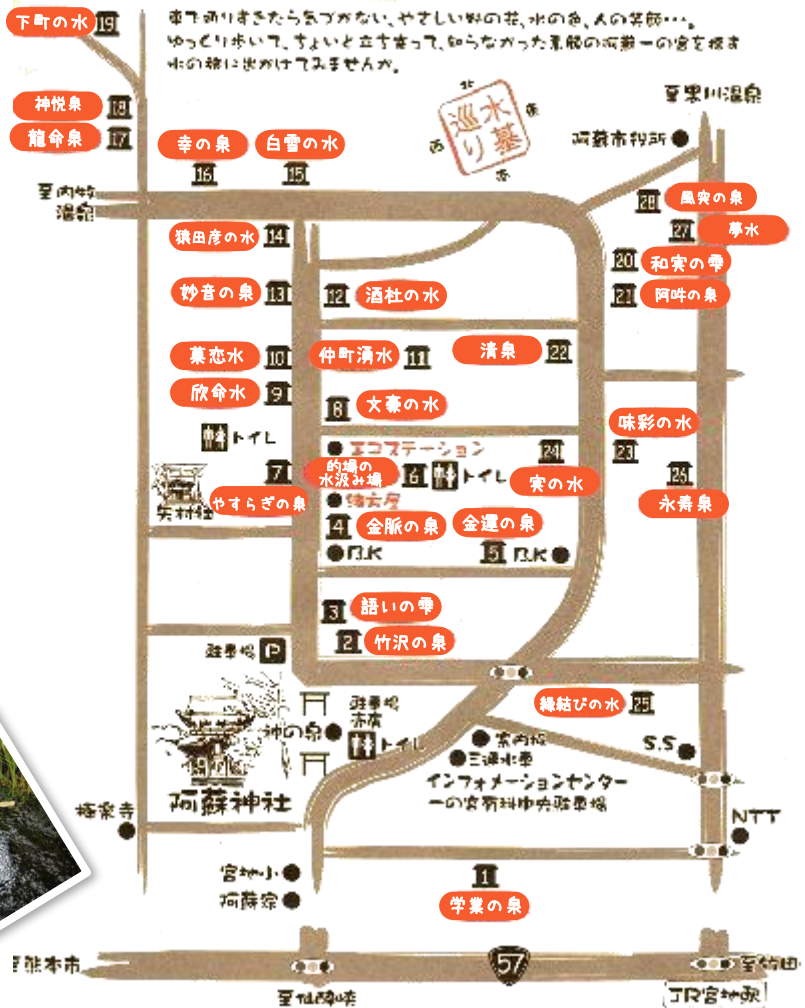 車で通りすぎたら気づかない、やさしい野の花、水の色、人の笑顔・・・。
ゆっくり歩いて、ちょいと立ち寄って、知らなかった素顔の阿蘇一の宮を探す
水の旅に出かけてみませんか。
下町の水 19
神悦泉 18
龍命泉 17
幸の泉
16
白雪の水
15
北
東
西
南
水基
巡り
至黒川温泉
阿蘇市役所
至内牧
温泉
28 風突の泉
27 夢水
猿田彦の水 14
20 和実の雫
妙音の泉 13
12 酒杜の水
21 阿吽の泉
菓恋水 10
仲町湧水 11
清泉 22
欣命水 9
8 文豪の水
味彩の水
23
トイレ
エコステーション
24
実の水
26
永寿泉
7
やすらぎの泉
的場の
水汲み場 6
トイレ
矢村社
4 金脈の泉
金運の泉
5
B.K
B.K
3 語いの雫
2 竹沢の泉
駐車場 P
縁結びの水 25
神の泉
駐車場
トイレ
案内板
三連水車
S.S
インフォメーションセンター
一の宮有料中央駐車場
阿蘇神社
極楽寺
NTT
宮地小
阿蘇高
1
学業の泉
至熊本市
57
至竹田
至仙酔峡
JR宮地駅